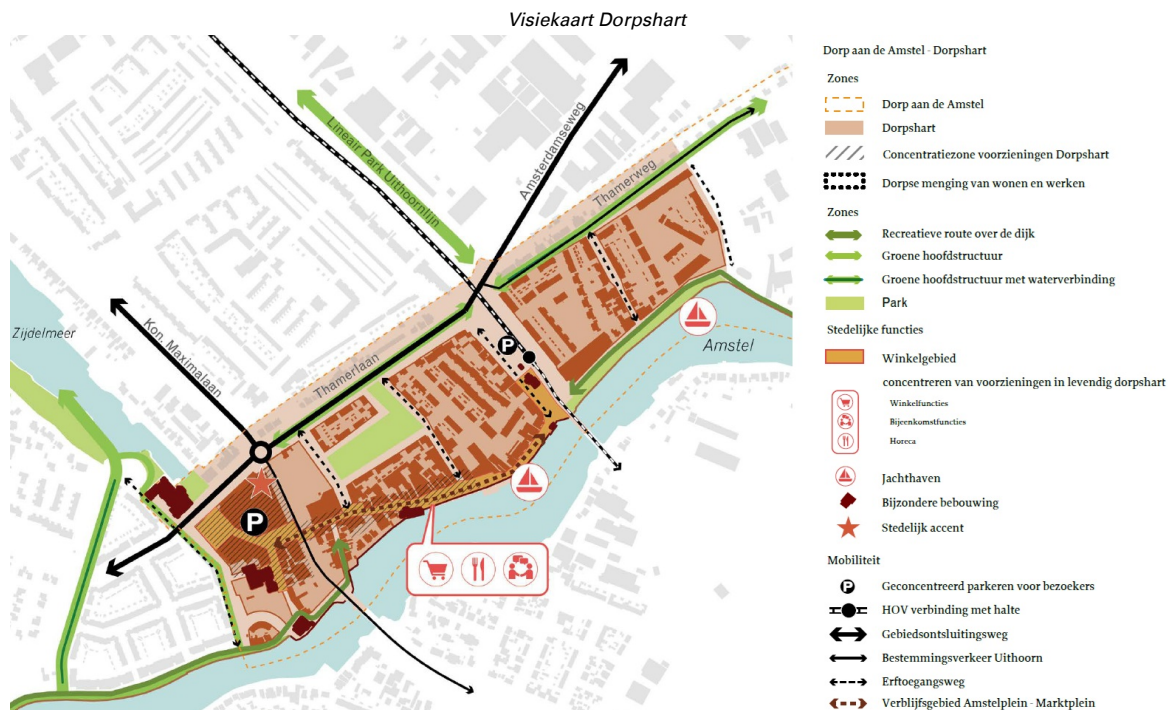 Visiekaart Dorpshart
Lineair Park Uithoornlijn
Amsterdamseweg
Thamerweg
Zijdelmeer
Kon. Maximalaan
Thamerlaan
P
Amstel
P
Dorp aan de Amstel - Dorpshart
Zones
Dorp aan de Amstel
Dorpshart
Concentratiezone voorzieningen Dorpshart
Dorpse menging van wonen en werken
Zones
Recreatieve route over de dijk
Groene hoofdstructuur
Groene hoofdstructuur met waterverbinding
Park
Stedelijke functies
Winkelgebied
concentreren van voorzieningen in levendig dorpshart
Winkelfuncties
Bijeenkomstfuncties
Horeca
Jachthaven
Bijzondere bebouwing
Stedelijk accent
Mobiliteit
P Geconcentreerd parkeren voor bezoekers
HOV verbinding met halte
Gebiedsontsluitingsweg
Bestemmingsverkeer Uithoorn
Erftoegangsweg
Verblijfsgebied Amstelplein - Marktplein